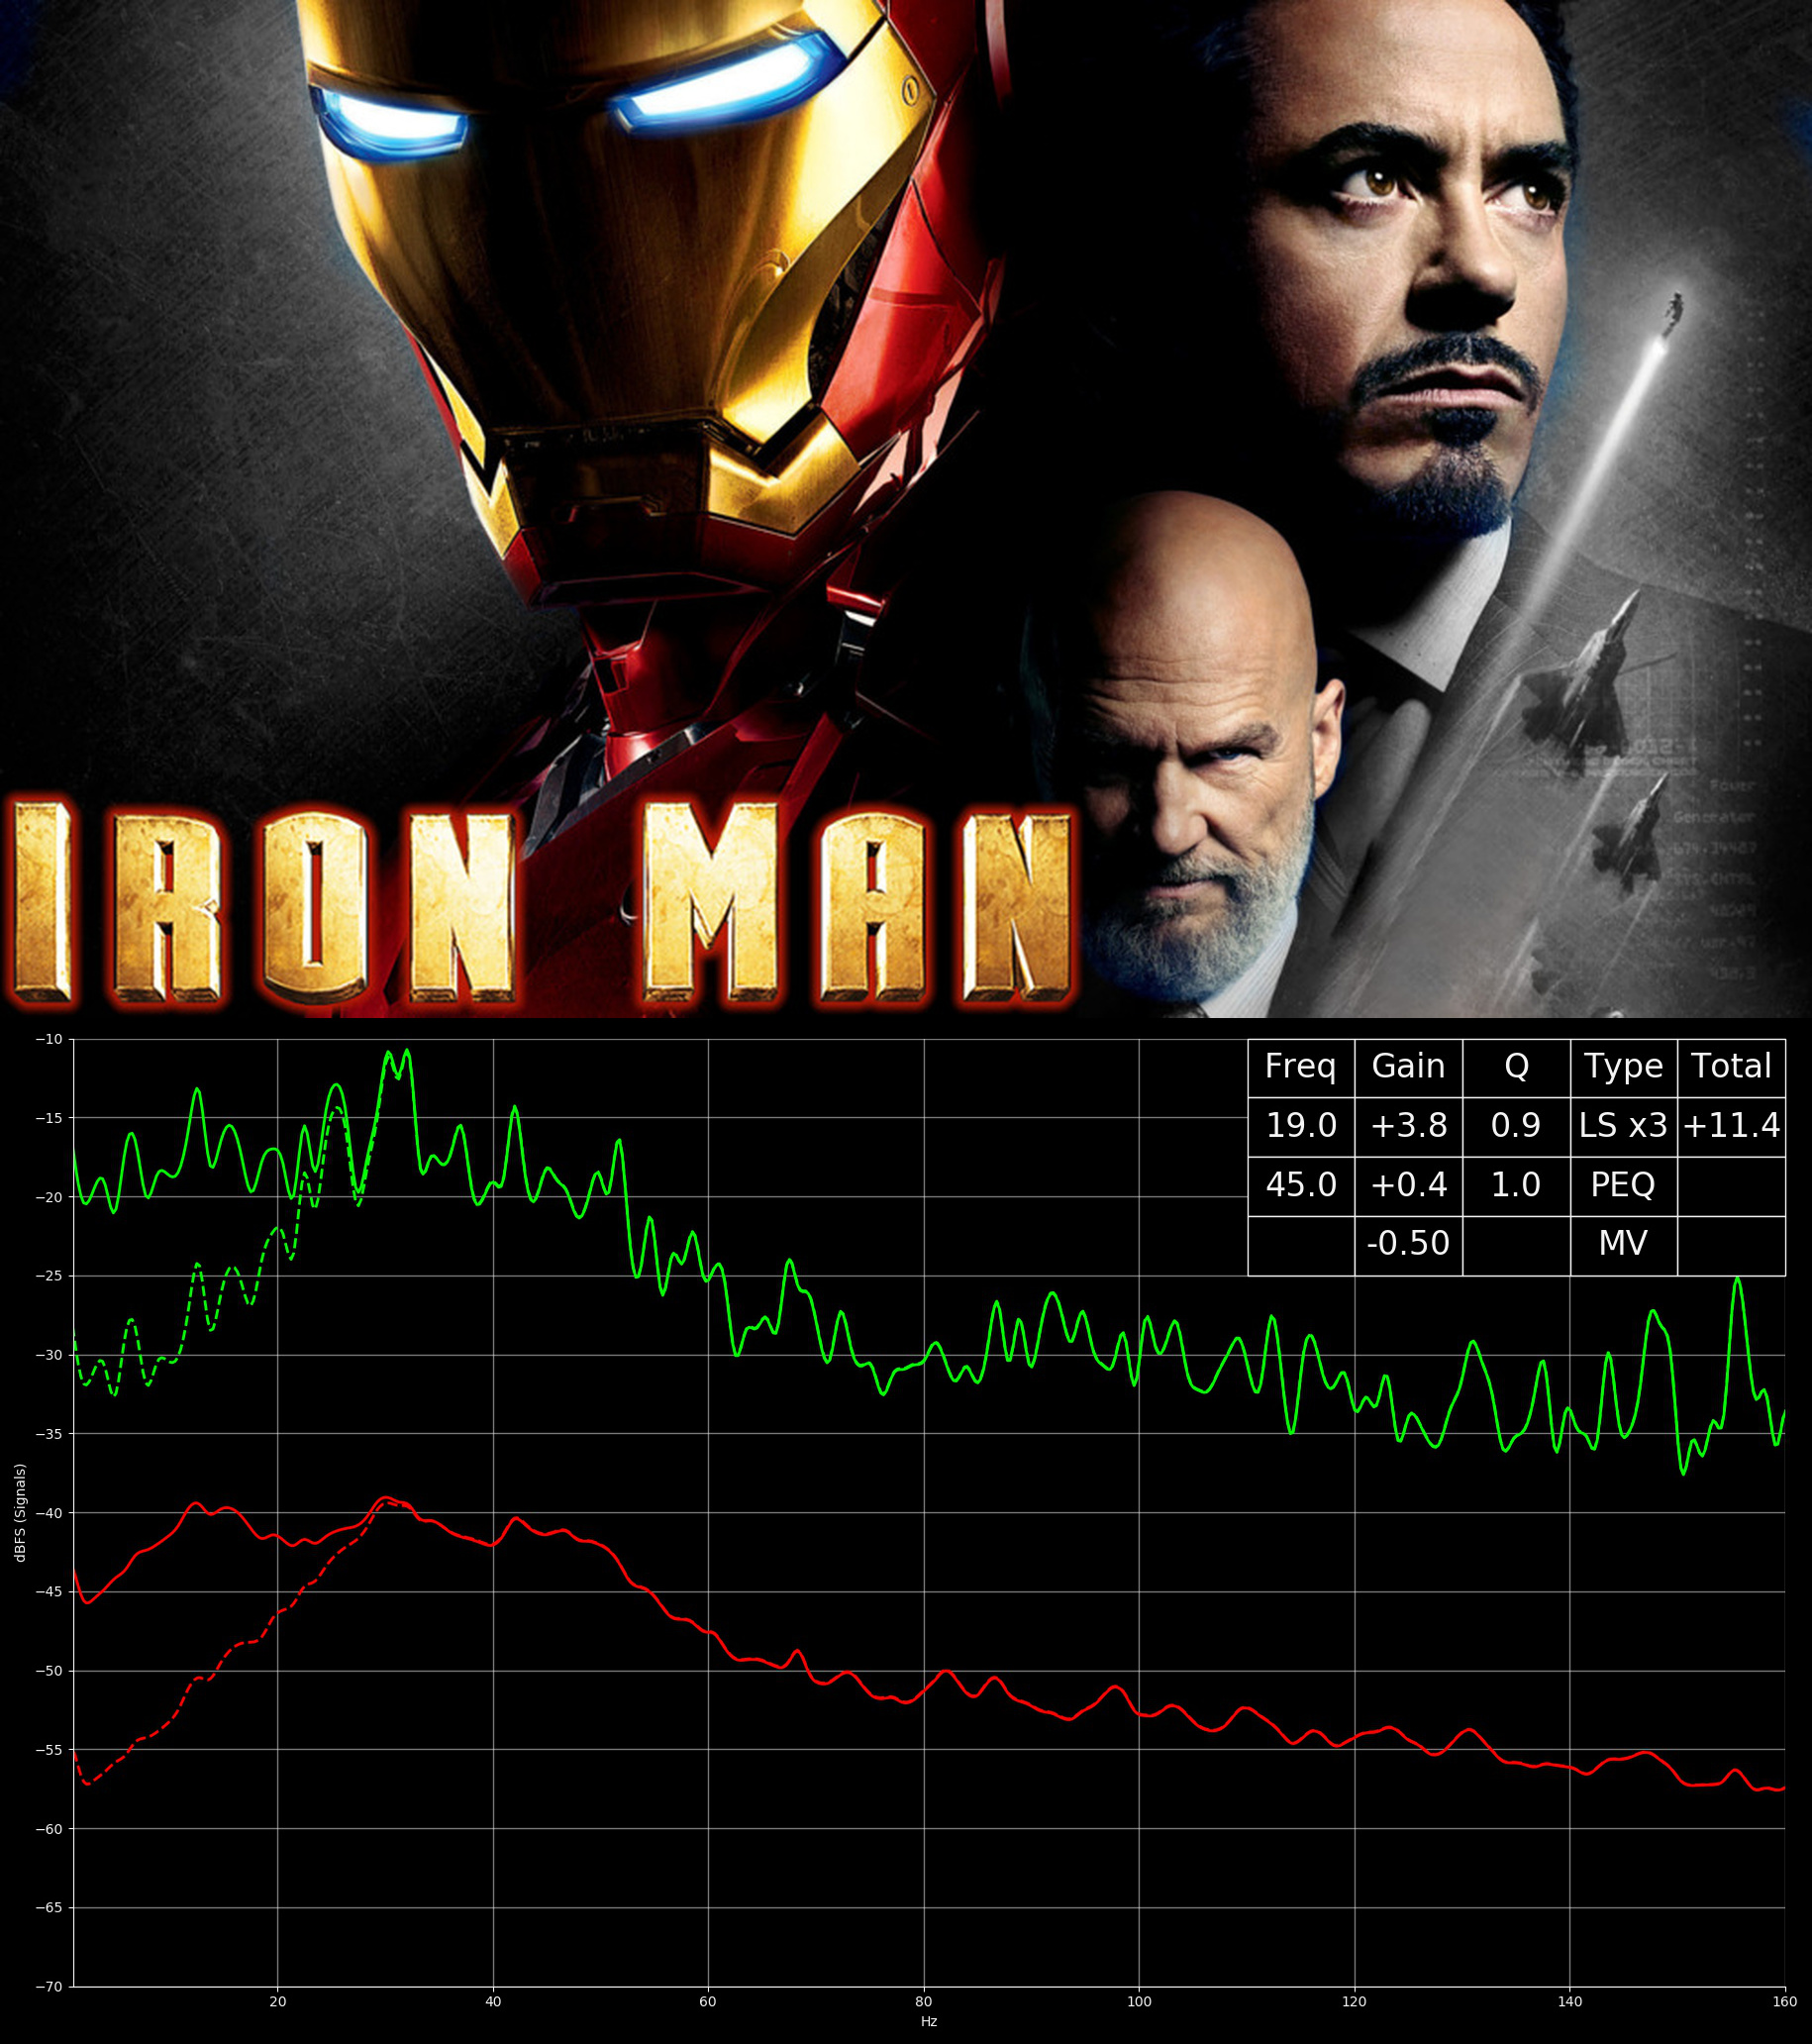 IRON MAN
Power
Generator
Freq Gain Q Type Total
19.0 +3.8 0.9 LS x3 +11.4
45.0 +0.4 1.0 PEQ
-0.50 MV
−10
−15
−20
−25
−30
−35
−40
−45
−50
−55
−60
−65
−70
dBFS (Signals)
20 40 60 80 100 120 140 160
Hz